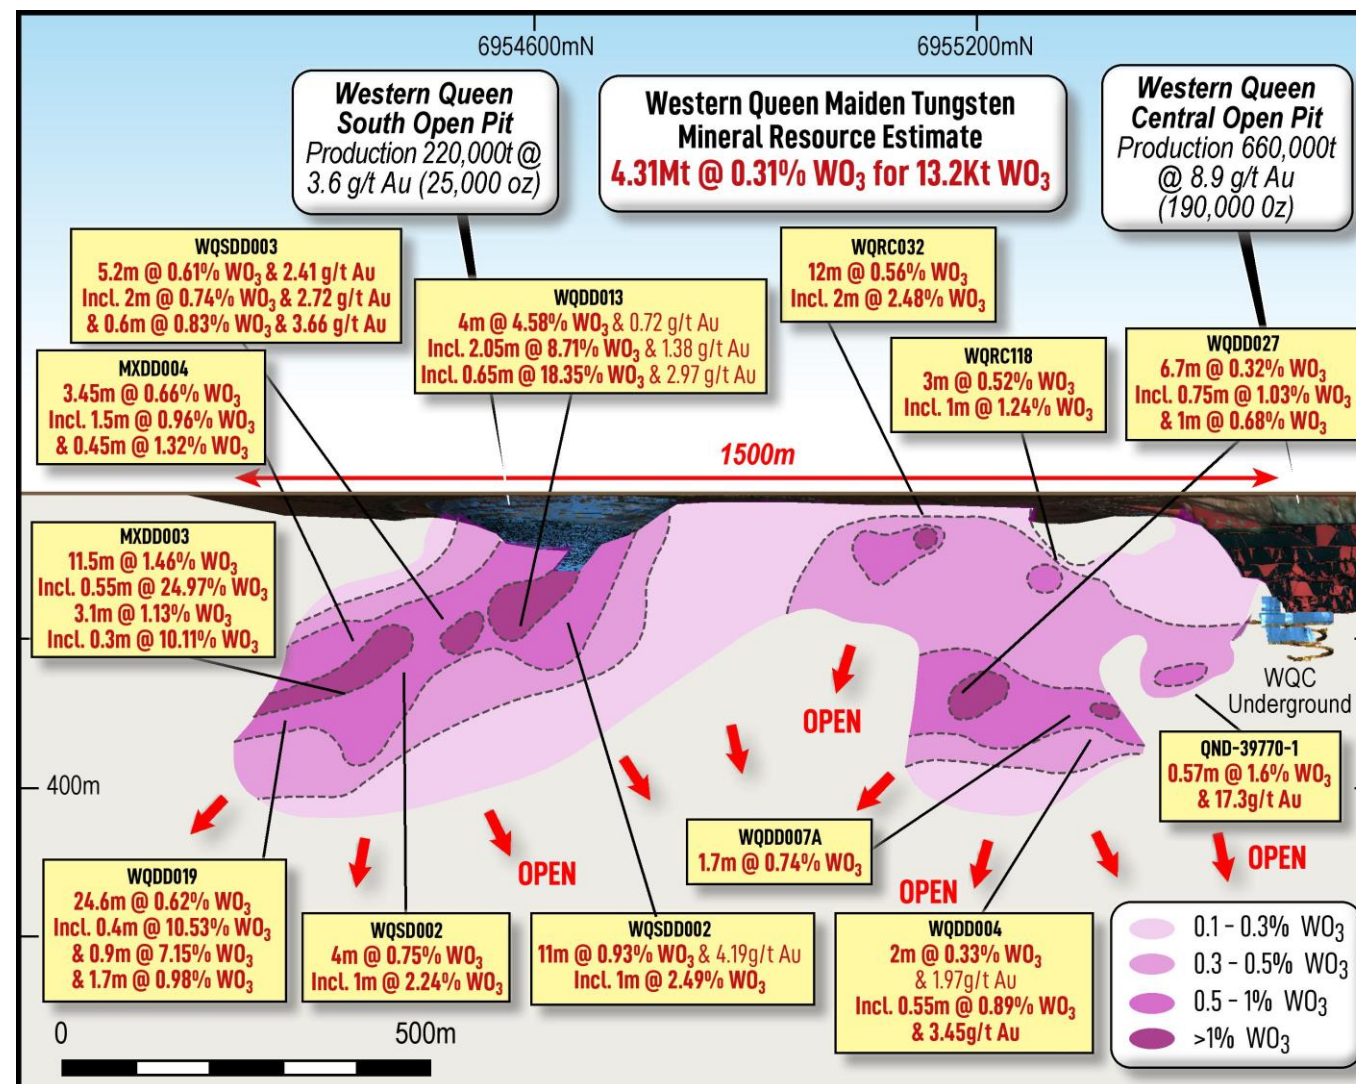 6954600mN
6955200mN
Western Queen
South Open Pit
Production 220,000t @
3.6 g/t Au (25,000 oz)
Western Queen Maiden Tungsten
Mineral Resource Estimate
4.31Mt @ 0.31% WO₃ for 13.2Kt WO₃
Western Queen
Central Open Pit
Production 660,000t
@ 8.9 g/t Au
(190,000 0z)
WQSDD003
5.2m @ 0.61% WO₃ & 2.41 g/t Au
Incl. 2m @ 0.74% WO₃ & 2.72 g/t Au
& 0.6m @ 0.83% WO₃ & 3.66 g/t Au
WQDD013
4m @ 4.58% WO₃ & 0.72 g/t Au
Incl. 2.05m @ 8.71% WO₃ & 1.38 g/t Au
Incl. 0.65m @ 18.35% WO₃ & 2.97 g/t Au
WQRC032
12m @ 0.56% WO₃
Incl. 2m @ 2.48% WO₃
WQRC118
3m @ 0.52% WO₃
Incl. 1m @ 1.24% WO₃
WQDD027
6.7m @ 0.32% WO₃
Incl. 0.75m @ 1.03% WO₃
& 1m @ 0.68% WO₃
MXDD004
3.45m @ 0.66% WO₃
Incl. 1.5m @ 0.96% WO₃
& 0.45m @ 1.32% WO₃
1500m
MXDD003
11.5m @ 1.46% WO₃
Incl. 0.55m @ 24.97% WO₃
3.1m @ 1.13% WO₃
Incl. 0.3m @ 10.11% WO₃
WQC
Underground
OPEN
QND-39770-1
0.57m @ 1.6% WO₃
& 17.3g/t Au
400m
WQDD007A
1.7m @ 0.74% WO₃
OPEN
OPEN
OPEN
WQDD019
24.6m @ 0.62% WO₃
Incl. 0.4m @ 10.53% WO₃
& 0.9m @ 7.15% WO₃
& 1.7m @ 0.98% WO₃
WQSD002
4m @ 0.75% WO₃
Incl. 1m @ 2.24% WO₃
WQSDD002
11m @ 0.93% WO₃ & 4.19g/t Au
Incl. 1m @ 2.49% WO₃
WQDD004
2m @ 0.33% WO₃
& 1.97g/t Au
Incl. 0.55m @ 0.89% WO₃
& 3.45g/t Au
0.1 – 0.3% WO₃
0.3 – 0.5% WO₃
0.5 – 1% WO₃
>1% WO₃
0
500m